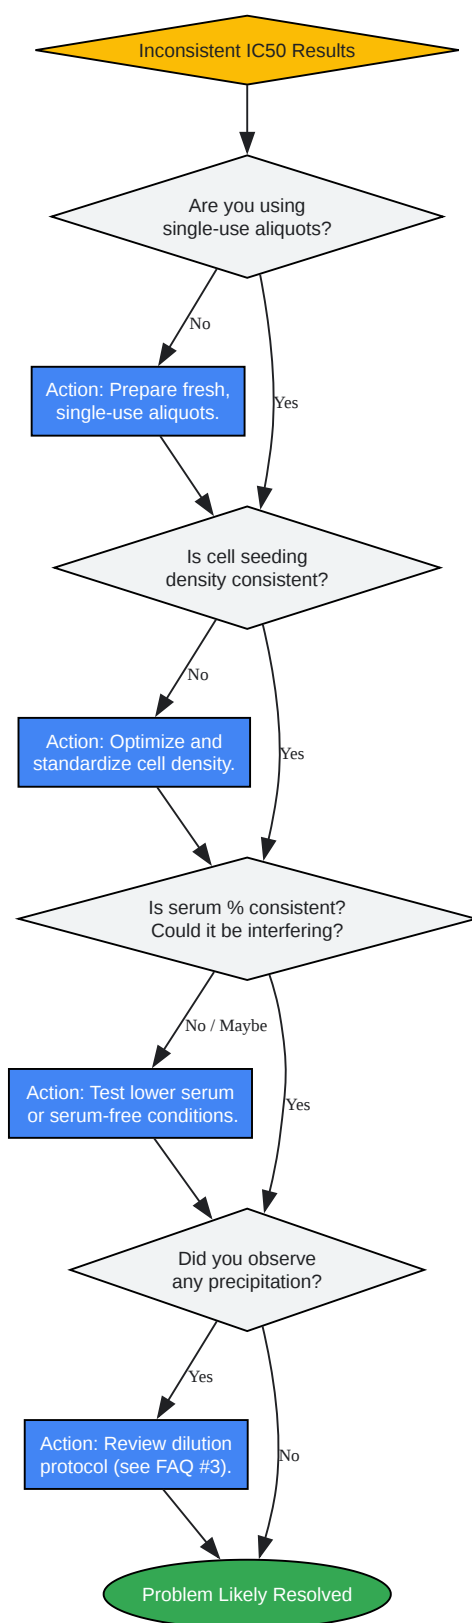 Inconsistent IC50 Results
Are you using
single-use aliquots?
No
Action: Prepare fresh,
single-use aliquots.
Yes
Is cell seeding
density consistent?
No
Action: Optimize and
standardize cell density.
Yes
Is serum % consistent?
Could it be interfering?
No / Maybe
Action: Test lower serum
or serum-free conditions.
Yes
Did you observe
any precipitation?
Yes
Action: Review dilution
protocol (see FAQ #3).
No
Problem Likely Resolved